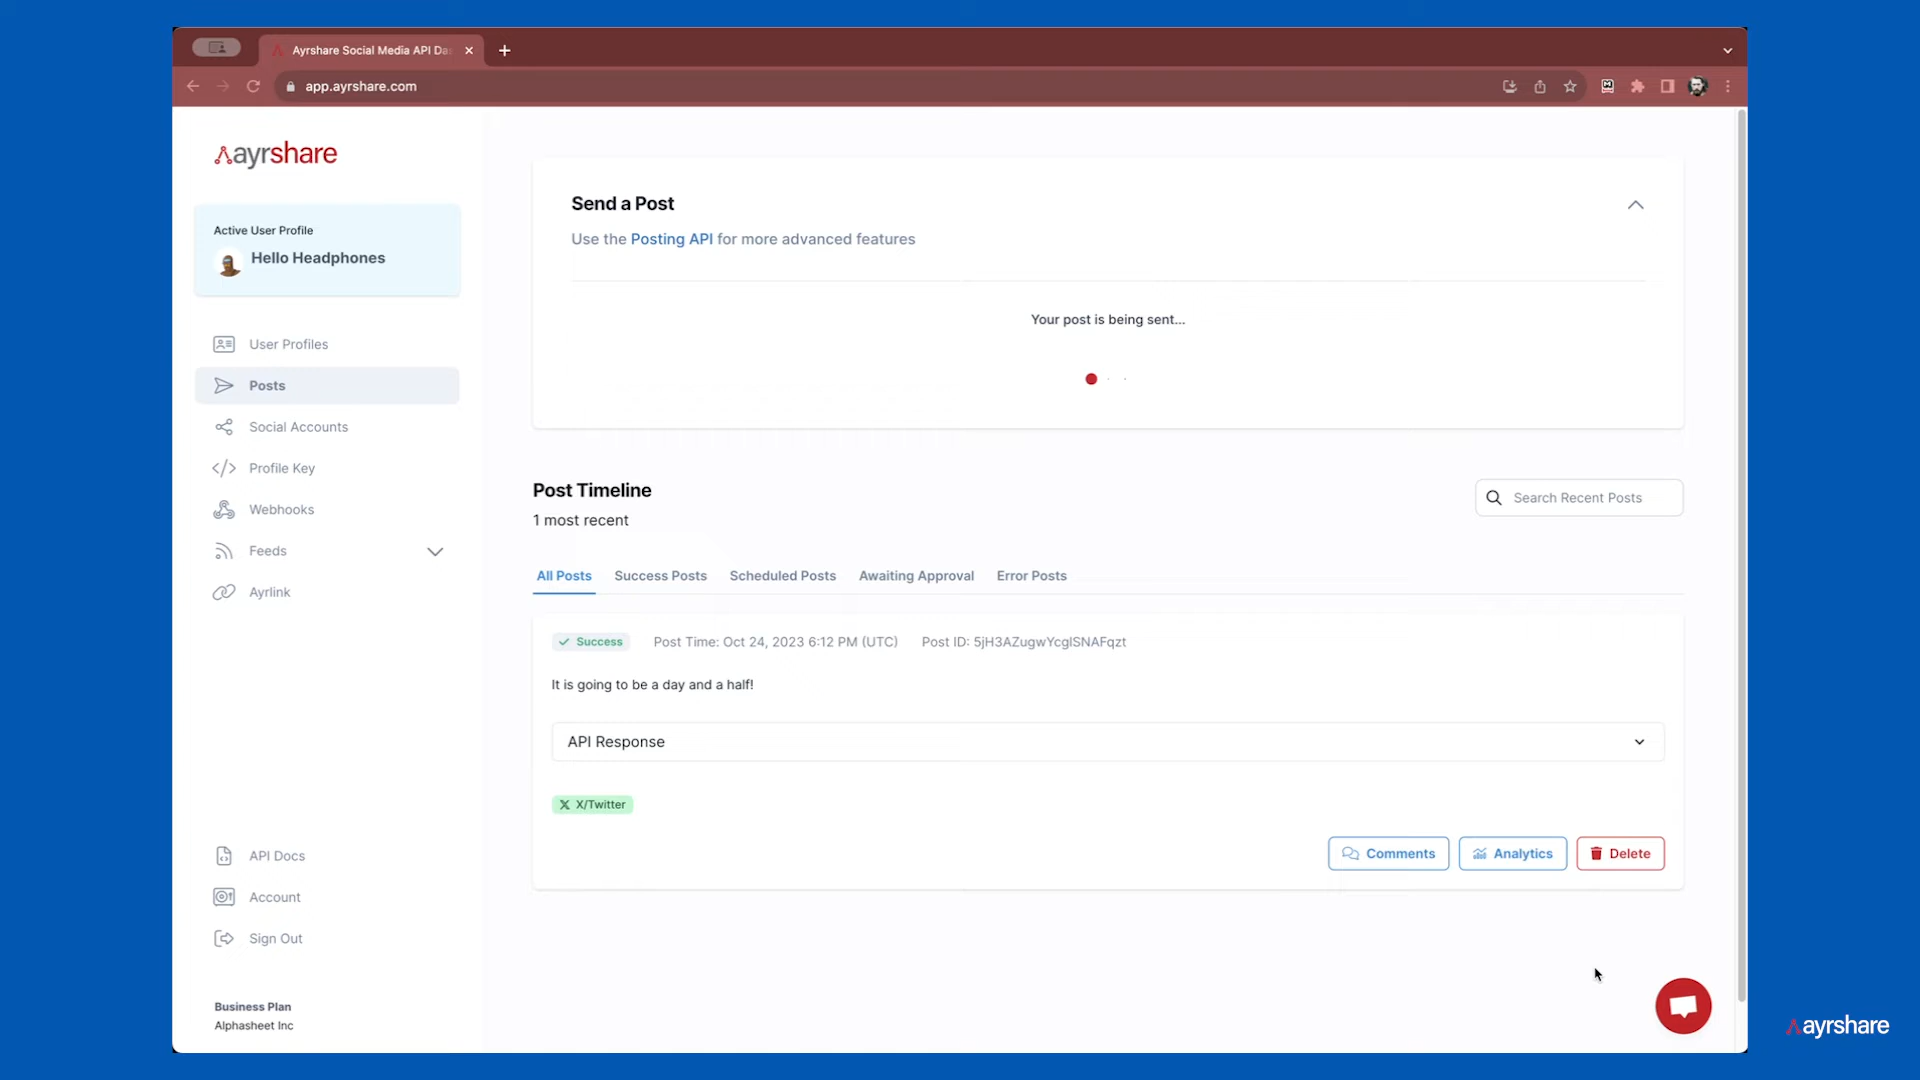 Ayrshare Social Media API Da
app.ayrshare.com
ayrshare
Active User Profile
Hello Headphones
User Profiles
Posts
Social Accounts
Profile Key
Webhooks
Feeds
Ayrlink
API Docs
Account
Sign Out
Business Plan
Alphasheet Inc
Send a Post
Use the Posting API for more advanced features
Your post is being sent...
Post Timeline
1 most recent
Search Recent Posts
All Posts Success Posts Scheduled Posts Awaiting Approval Error Posts
Success Post Time: Oct 24, 2023 6:12 PM (UTC) Post ID: 5jH3AZugwYcglSNAFqzt
It is going to be a day and a half!
API Response
X/Twitter
Comments Analytics Delete
ayrshare